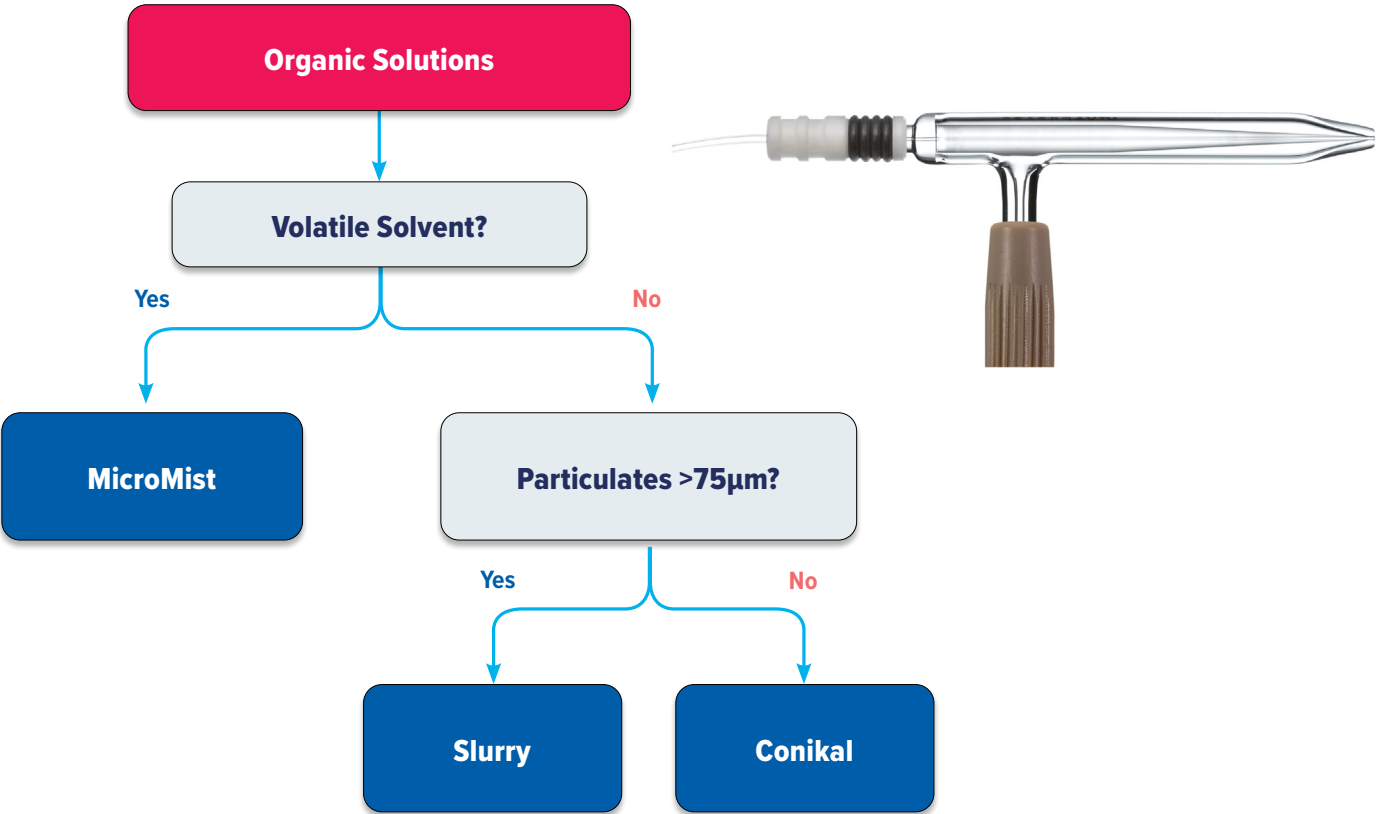 Organic Solutions
Volatile Solvent?
Yes
No
MicroMist
Particulates >75µm?
Yes
No
Slurry
Conikal